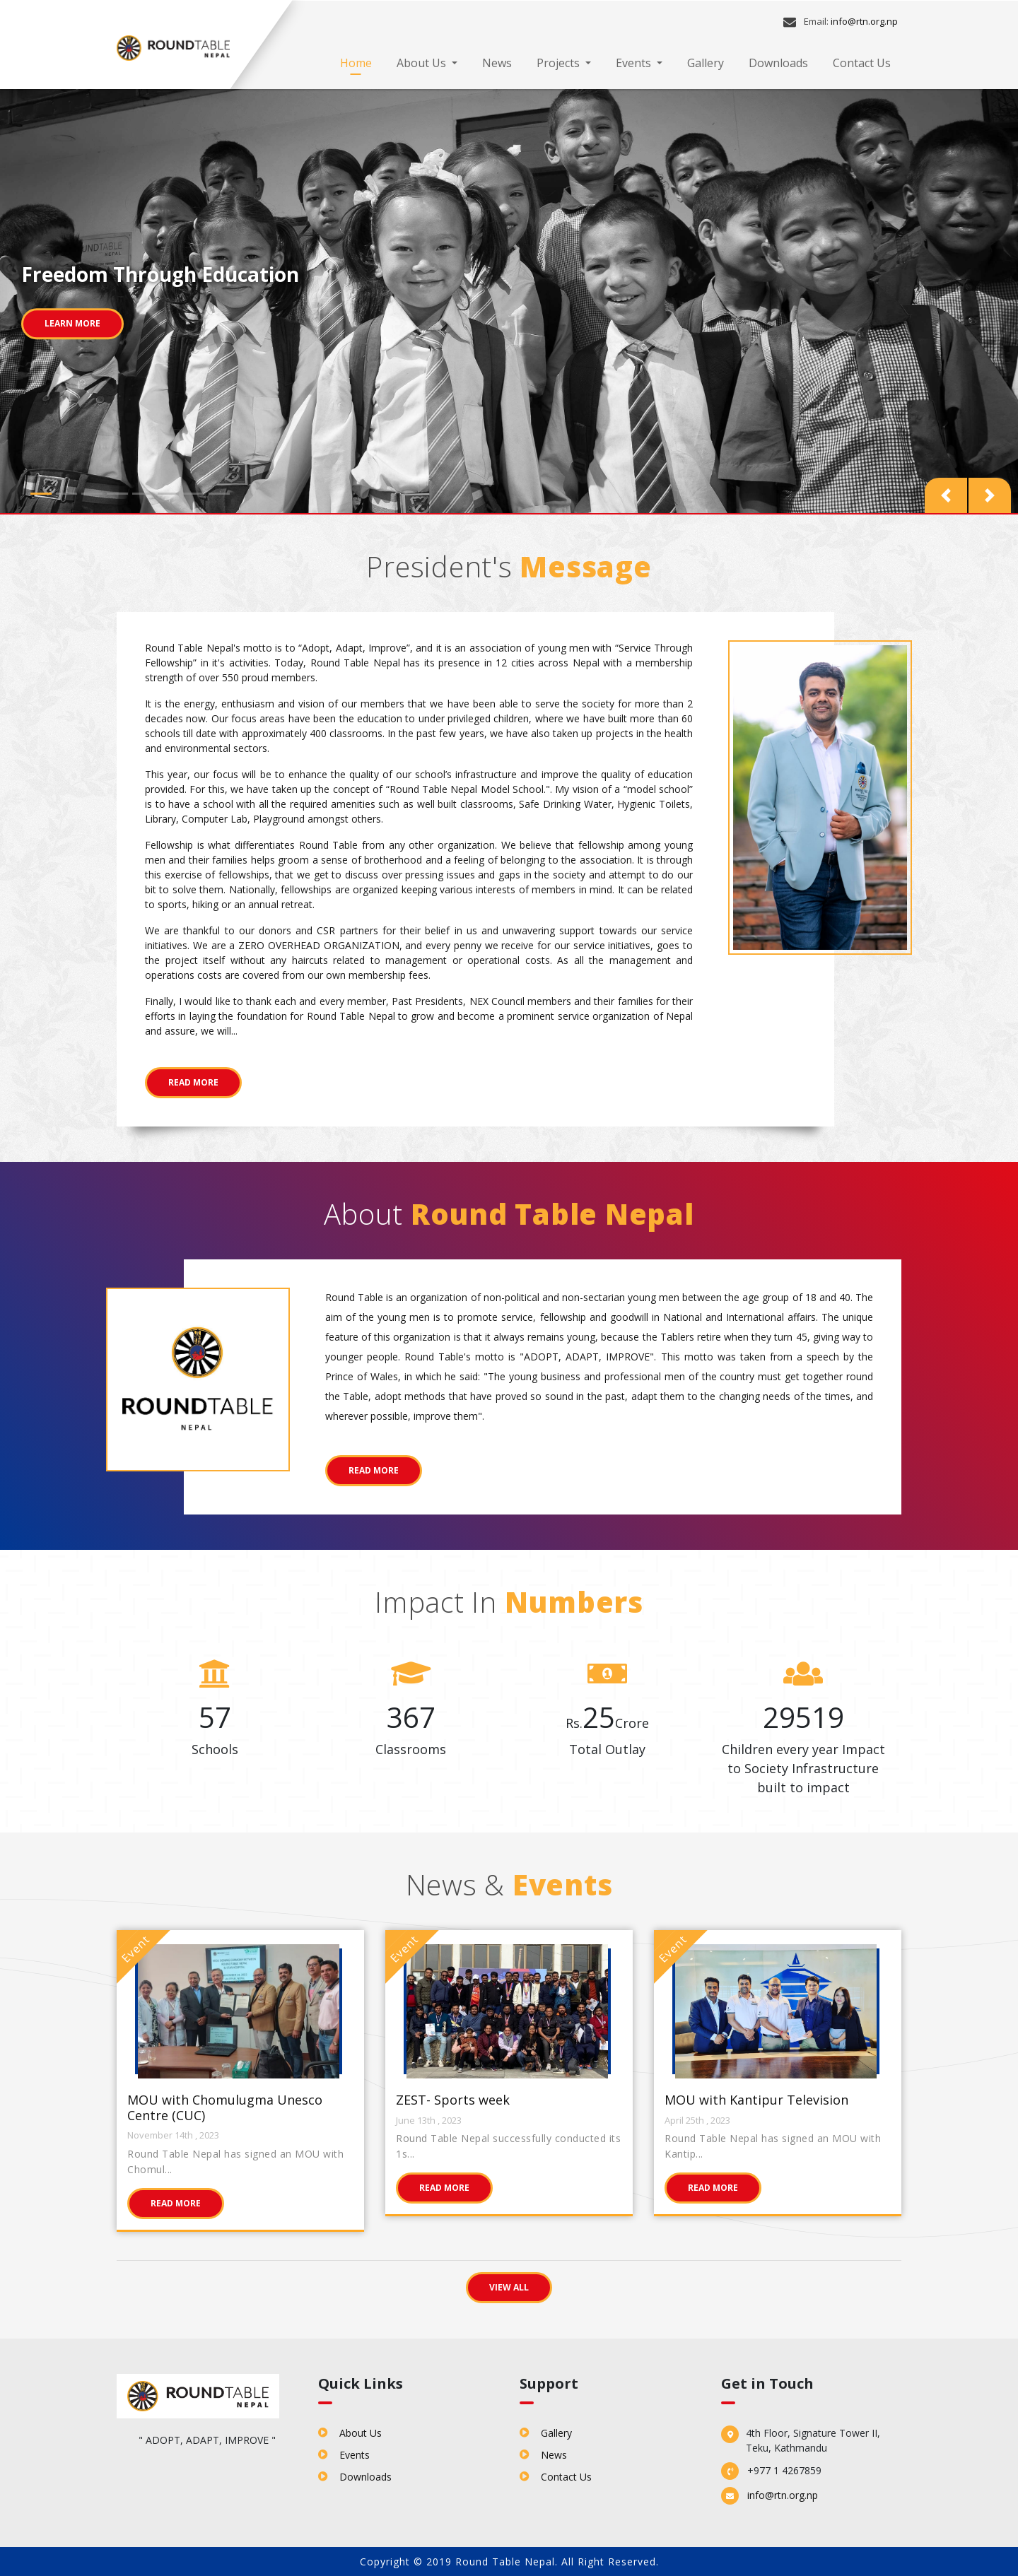 ROUNDTABLE
NEPAL
Email: info@rtn.org.np
Home
About Us
News
Projects
Events
Gallery
Downloads
Contact Us
Freedom Through Education
LEARN MORE
President's Message
Round Table Nepal's motto is to “Adopt, Adapt, Improve”, and it is an association of young men with “Service Through
Fellowship” in it's activities. Today, Round Table Nepal has its presence in 12 cities across Nepal with a membership
strength of over 550 proud members.
It is the energy, enthusiasm and vision of our members that we have been able to serve the society for more than 2
decades now. Our focus areas have been the education to under privileged children, where we have built more than 60
schools till date with approximately 400 classrooms. In the past few years, we have also taken up projects in the health
and environmental sectors.
This year, our focus will be to enhance the quality of our school’s infrastructure and improve the quality of education
provided. For this, we have taken up the concept of “Round Table Nepal Model School.”. My vision of a “model school”
is to have a school with all the required amenities such as well built classrooms, Safe Drinking Water, Hygienic Toilets,
Library, Computer Lab, Playground amongst others.
Fellowship is what differentiates Round Table from any other organization. We believe that fellowship among young
men and their families helps groom a sense of brotherhood and a feeling of belonging to the association. It is through
this exercise of fellowships, that we get to discuss over pressing issues and gaps in the society and attempt to do our
bit to solve them. Nationally, fellowships are organized keeping various interests of members in mind. It can be related
to sports, hiking or an annual retreat.
We are thankful to our donors and CSR partners for their belief in us and unwavering support towards our service
initiatives. We are a ZERO OVERHEAD ORGANIZATION, and every penny we receive for our service initiatives, goes to
the project itself without any haircuts related to management or operational costs. As all the management and
operations costs are covered from our own membership fees.
Finally, I would like to thank each and every member, Past Presidents, NEX Council members and their families for their
efforts in laying the foundation for Round Table Nepal to grow and become a prominent service organization of Nepal
and assure, we will...
READ MORE
About Round Table Nepal
ROUNDTABLE
NEPAL
Round Table is an organization of non-political and non-sectarian young men between the age group of 18 and 40. The
aim of the young men is to promote service, fellowship and goodwill in National and International affairs. The unique
feature of this organization is that it always remains young, because the Tablers retire when they turn 45, giving way to
younger people. Round Table's motto is "ADOPT, ADAPT, IMPROVE". This motto was taken from a speech by the
Prince of Wales, in which he said: "The young business and professional men of the country must get together round
the Table, adopt methods that have proved so sound in the past, adapt them to the changing needs of the times, and
wherever possible, improve them".
READ MORE
Impact In Numbers
57
Schools
367
Classrooms
Rs.25Crore
Total Outlay
29519
Children every year Impact
to Society Infrastructure
built to impact
News & Events
Event
MOU with Chomulugma Unesco
Centre (CUC)
November 14th , 2023
Round Table Nepal has signed an MOU with
Chomul...
READ MORE
Event
ZEST- Sports week
June 13th , 2023
Round Table Nepal successfully conducted its
1s...
READ MORE
Event
MOU with Kantipur Television
April 25th , 2023
Round Table Nepal has signed an MOU with
Kantip...
READ MORE
VIEW ALL
ROUNDTABLE
NEPAL
" ADOPT, ADAPT, IMPROVE "
Quick Links
About Us
Events
Downloads
Support
Gallery
News
Contact Us
Get in Touch
4th Floor, Signature Tower II,
Teku, Kathmandu
+977 1 4267859
info@rtn.org.np
Copyright © 2019 Round Table Nepal. All Right Reserved.